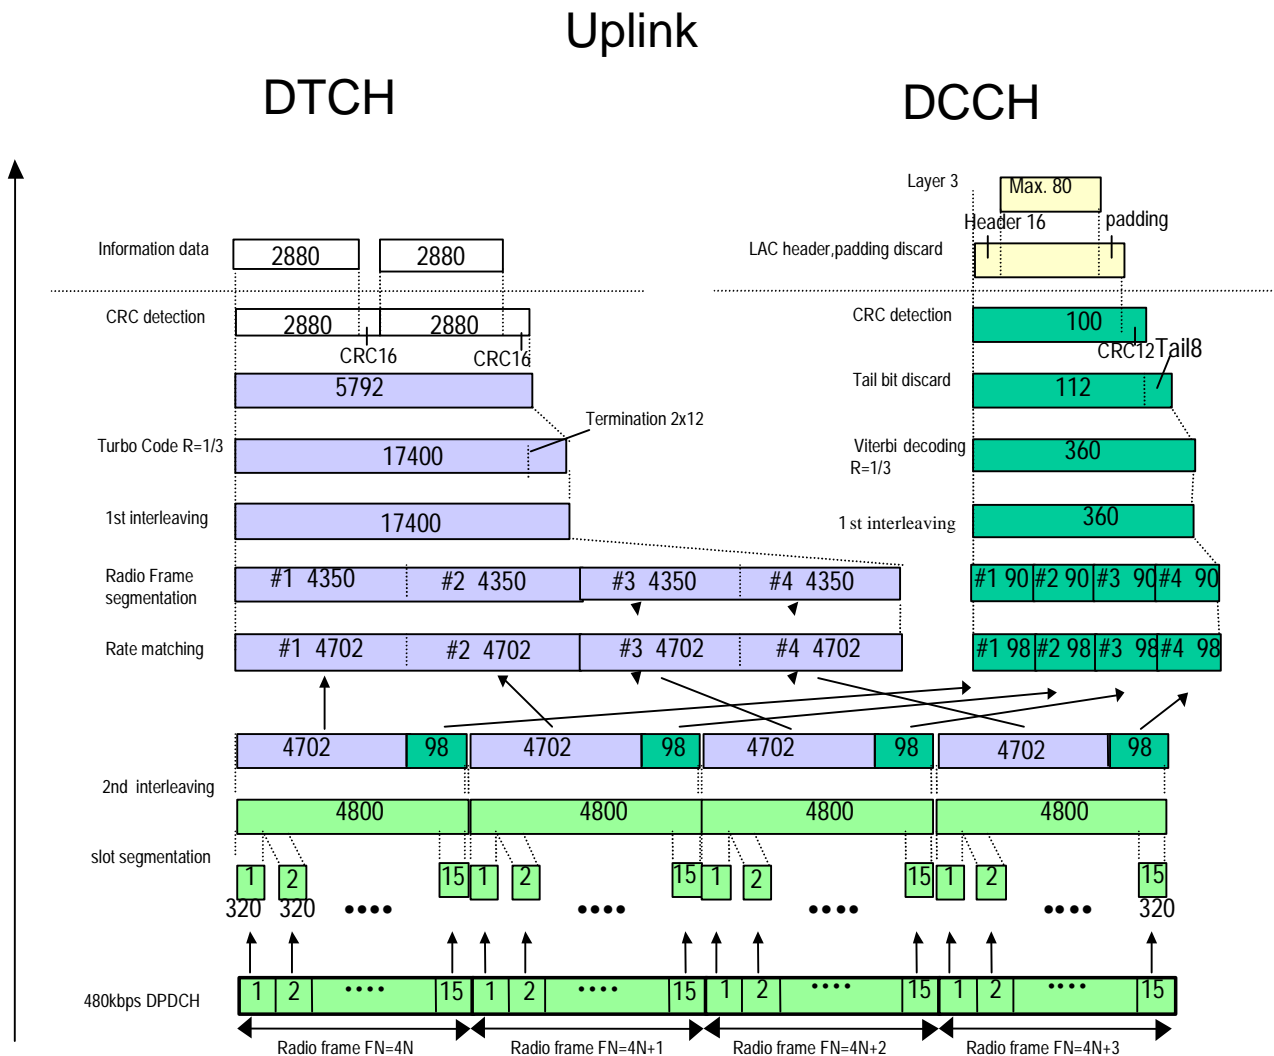 Uplink
DTCH
DCCH
Layer 3
Max. 80
Header 16
padding
Information data
2880
2880
LAC header,padding discard
CRC detection
2880
2880
CRC16
CRC16
CRC detection
100
CRC12
Tail8
5792
Tail bit discard
112
Termination 2x12
Turbo Code R=1/3
17400
Viterbi decoding
R=1/3
360
1st interleaving
17400
1st interleaving
360
Radio Frame
segmentation
#1 4350
#2 4350
#3 4350
#4 4350
#1 90
#2 90
#3 90
#4 90
Rate matching
#1 4702
#2 4702
#3 4702
#4 4702
#1 98
#2 98
#3 98
#4 98
4702
98
4702
98
4702
98
4702
98
2nd interleaving
4800
4800
4800
4800
slot segmentation
1
2
15
1
2
15
1
2
15
1
2
15
320
320
••••
••••
••••
••••
320
480kbps DPDCH
1
2
••••
15
1
2
••••
15
1
2
••••
15
1
2
••••
15
Radio frame FN=4N
Radio frame FN=4N+1
Radio frame FN=4N+2
Radio frame FN=4N+3